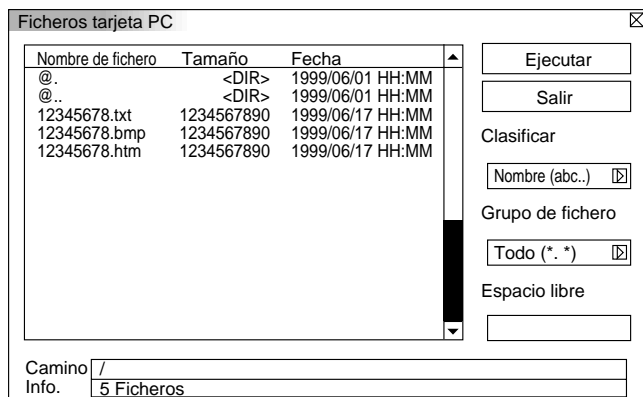 Ficheros tarjeta PC
Nombre de fichero Tamaño Fecha
@. <DIR> 1999/06/01 HH:MM
@.. <DIR> 1999/06/01 HH:MM
12345678.txt 1234567890 1999/06/17 HH:MM
12345678.bmp 1234567890 1999/06/17 HH:MM
12345678.htm 1234567890 1999/06/17 HH:MM
Ejecutar
Salir
Clasificar
Nombre (abc..)
Grupo de fichero
Todo (*. *)
Espacio libre
Camino /
Info. 5 Ficheros